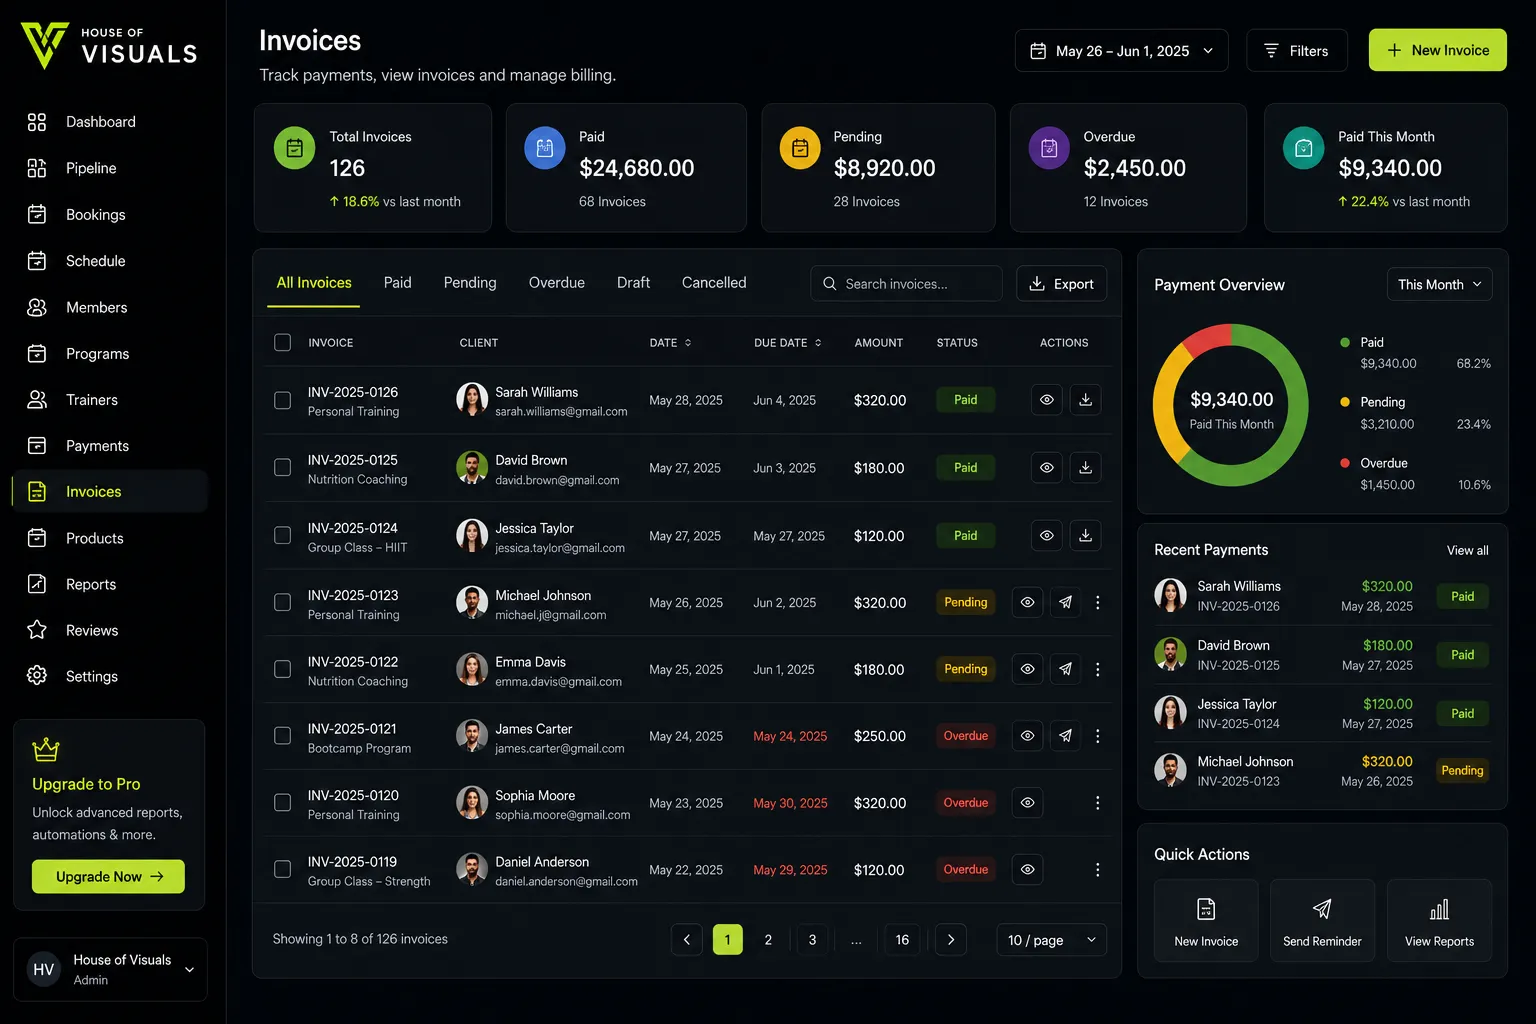 HOUSE OF
VISUALS
Dashboard
Pipeline
Bookings
Schedule
Members
Programs
Trainers
Payments
Invoices
Products
Reports
Reviews
Settings
Upgrade to Pro
Unlock advanced reports,
automations & more.
Upgrade Now →
HV
House of Visuals
Admin
Invoices
Track payments, view invoices and manage billing.
May 26 – Jun 1, 2025
Filters
+ New Invoice
Total Invoices
126
↑ 18.6% vs last month
Paid
$24,680.00
68 Invoices
Pending
$8,920.00
28 Invoices
Overdue
$2,450.00
12 Invoices
Paid This Month
$9,340.00
↑ 22.4% vs last month
All Invoices Paid Pending Overdue Draft Cancelled
Search invoices...
Export
INVOICE CLIENT DATE DUE DATE AMOUNT STATUS ACTIONS
INV-2025-0126 Sarah Williams
Personal Training sarah.williams@gmail.com
May 28, 2025 Jun 4, 2025 $320.00 Paid
INV-2025-0125 David Brown
Nutrition Coaching david.brown@gmail.com
May 27, 2025 Jun 3, 2025 $180.00 Paid
INV-2025-0124 Jessica Taylor
Group Class – HIIT jessica.taylor@gmail.com
May 27, 2025 May 27, 2025 $120.00 Paid
INV-2025-0123 Michael Johnson
Personal Training michael.j@gmail.com
May 26, 2025 Jun 2, 2025 $320.00 Pending
INV-2025-0122 Emma Davis
Nutrition Coaching emma.davis@gmail.com
May 25, 2025 Jun 1, 2025 $180.00 Pending
INV-2025-0121 James Carter
Bootcamp Program james.carter@gmail.com
May 24, 2025 May 24, 2025 $250.00 Overdue
INV-2025-0120 Sophia Moore
Personal Training sophia.moore@gmail.com
May 23, 2025 May 30, 2025 $320.00 Overdue
INV-2025-0119 Daniel Anderson
Group Class – Strength daniel.anderson@gmail.com
May 22, 2025 May 29, 2025 $120.00 Overdue
Showing 1 to 8 of 126 invoices
1 2 3 ... 16
10 / page
Payment Overview
This Month
$9,340.00
Paid This Month
Paid
$9,340.00 68.2%
Pending
$3,210.00 23.4%
Overdue
$1,450.00 10.6%
Recent Payments
View all
Sarah Williams $320.00
INV-2025-0126 May 28, 2025
Paid
David Brown $180.00
INV-2025-0125 May 27, 2025
Paid
Jessica Taylor $120.00
INV-2025-0124 May 27, 2025
Paid
Michael Johnson $320.00
INV-2025-0123 May 26, 2025
Pending
Quick Actions
New Invoice
Send Reminder
View Reports